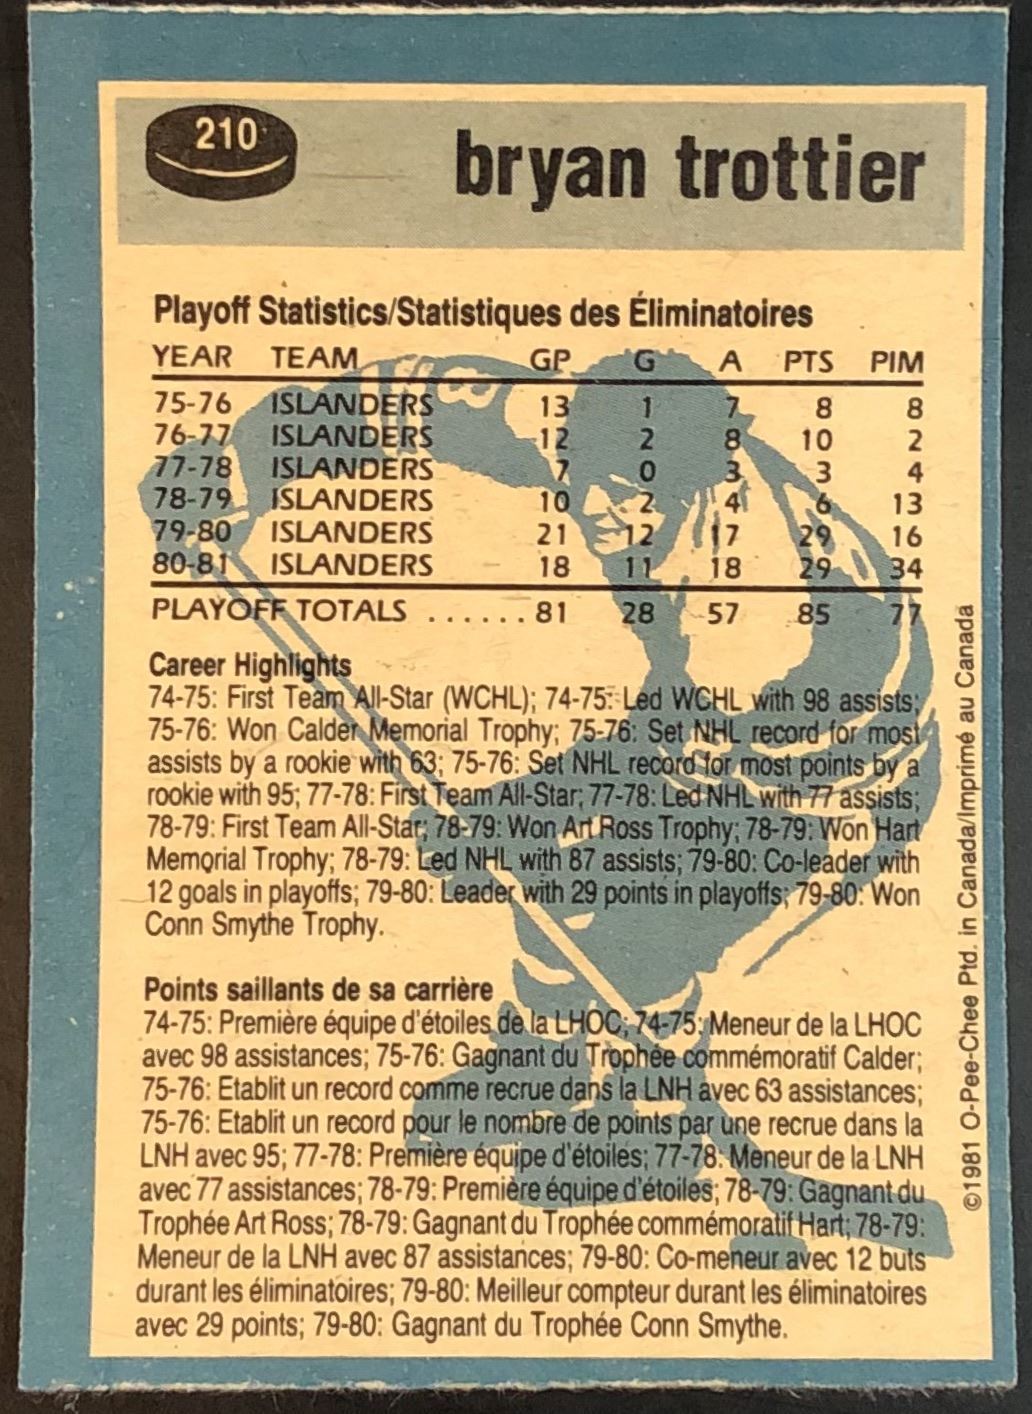 210
bryan trottier
Playoff Statistics/Statistiques des Éliminatoires
YEAR TEAM GP G A PTS PIM
75-76 ISLANDERS 13 1 7 8 8
76-77 ISLANDERS 12 2 8 10 2
77-78 ISLANDERS 7 0 3 3 4
78-79 ISLANDERS 10 2 4 6 13
79-80 ISLANDERS 21 12 17 29 16
80-81 ISLANDERS 18 11 18 29 34
PLAYOFF TOTALS ......81 28 57 85 77
Career Highlights
74-75: First Team All-Star (WCHL); 74-75: Led WCHL with 98 assists;
75-76: Won Calder Memorial Trophy; 75-76: Set NHL record for most
assists by a rookie with 63; 75-76: Set NHL record for most points by a
rookie with 95; 77-78: First Team All-Star; 77-78: Led NHL with 77 assists;
78-79: First Team All-Star; 78-79: Won Art Ross Trophy; 78-79: Won Hart
Memorial Trophy; 78-79: Led NHL with 87 assists; 79-80: Co-leader with
12 goals in playoffs; 79-80: Leader with 29 points in playoffs; 79-80: Won
Conn Smythe Trophy.
Points saillants de sa carrière
74-75: Première équipe d'étoiles de la LHOC; 74-75: Meneur de la LHOC
avec 98 assistances; 75-76: Gagnant du Trophée commémoratif Calder;
75-76: Etablit un record comme recrue dans la LNH avec 63 assistances;
75-76: Etablit un record pour le nombre de points par une recrue dans la
LNH avec 95; 77-78: Première équipe d'étoiles; 77-78: Meneur de la LNH
avec 77 assistances; 78-79: Première équipe d'étoiles; 78-79: Gagnant du
Trophée Art Ross; 78-79: Gagnant du Trophée commémoratif Hart; 78-79:
Meneur de la LNH avec 87 assistances; 79-80: Co-meneur avec 12 buts
durant les éliminatoires; 79-80: Meilleur compteur durant les éliminatoires
avec 29 points; 79-80: Gagnant du Trophée Conn Smythe.
©1981 O-Pee-Chee Ptd. in Canada/Imprimé au Canada